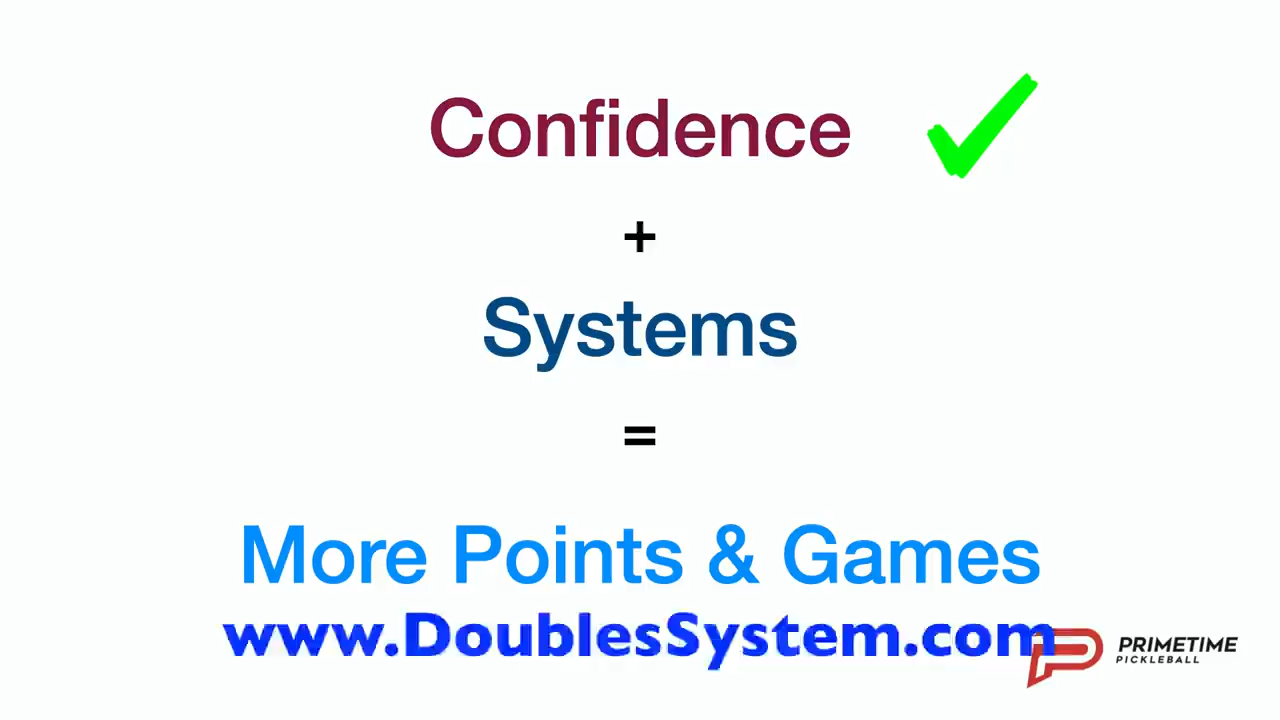 Confidence
+
Systems
=
More Points & Games
www.DoublesSystem.com
PRIMETIME
PICKLEBALL